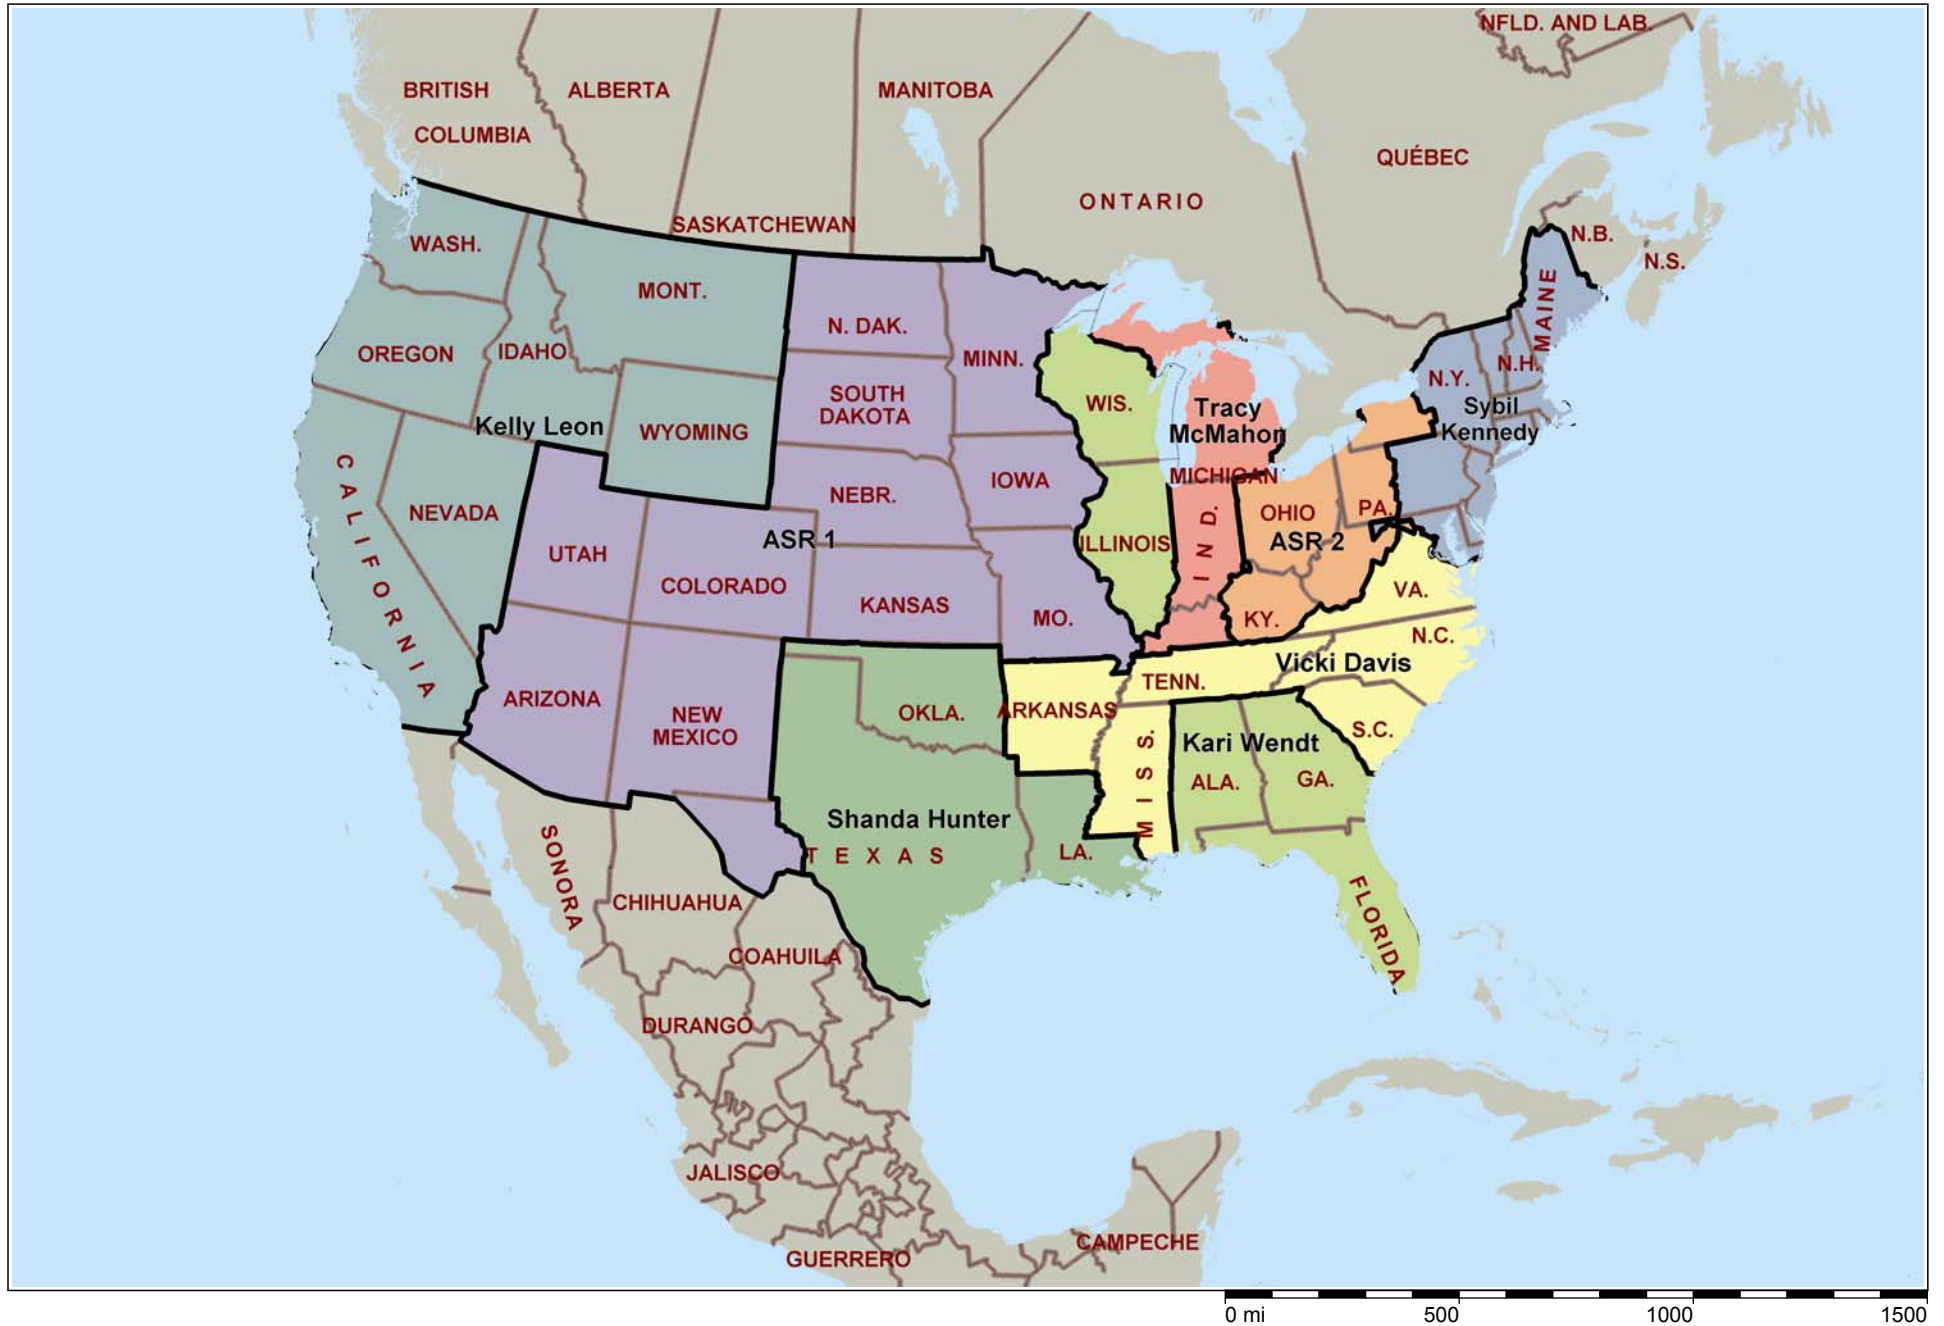 NFLD. AND LAB.
BRITISH
COLUMBIA
ALBERTA
MANITOBA
QUÉBEC
ONTARIO
SASKATCHEWAN
N.B.
N.S.
WASH.
MONT.
MAINE
N. DAK.
OREGON
IDAHO
MINN.
N.H.
N.Y.
SOUTH
DAKOTA
WIS.
Tracy
McMahon
Sybil
Kennedy
Kelly Leon
WYOMING
MICHIGAN
CALIFORNIA
NEVADA
NEBR.
IOWA
OHIO
PA.
IND.
ASR 1
ASR 2
ILLINOIS
UTAH
COLORADO
KANSAS
MO.
KY.
VA.
N.C.
Vicki Davis
TENN.
ARIZONA
NEW
MEXICO
OKLA.
ARKANSAS
S.C.
MISS.
Kari Wendt
ALA.
GA.
Shanda Hunter
TEXAS
LA.
SONORA
CHIHUAHUA
FLORIDA
COAHUILA
DURANGO
JALISCO
GUERRERO
CAMPECHE
0 mi 500 1000 1500